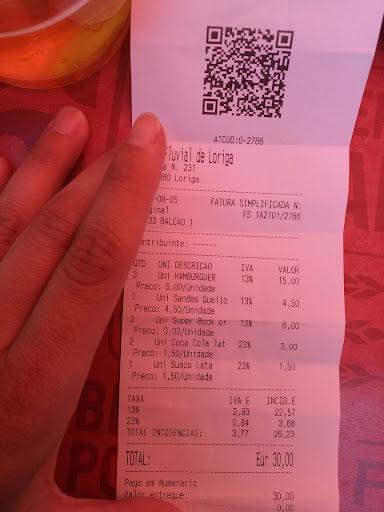 ATCUD:0-2766
Fluvial de Loriga
N. 231
Loriga
-08-05 FATURA SIMPLIFICADA N:
FS 1A2101/2766
BALCAO 1
ontribuinte: ------
QTD UNI DESCRICAO IVA VALOR
3 Uni HAMBURGUER 13% 15,00
Preco: 5,00/Unidade
1 Uni Sandes Queijo 13% 4,50
Preco: 4,50/Unidade
2 Uni Super Bock pr 13% 6,00
Preco: 3,00/Unidade
2 Uni Coca Cola lat 23% 3,00
Preco: 1,50/Unidade
1 Uni Sumos Lata 23% 1,50
Preco: 1,50/Unidade
TAXA IVA E INCID.E
13% 2,93 22,57
23% 0,84 3,66
TOTAL INCIDENCIAS: 3,77 26,23
TOTAL: Eur 30,00
Pago em Numerario
Valor entregue: 30,00
0,00